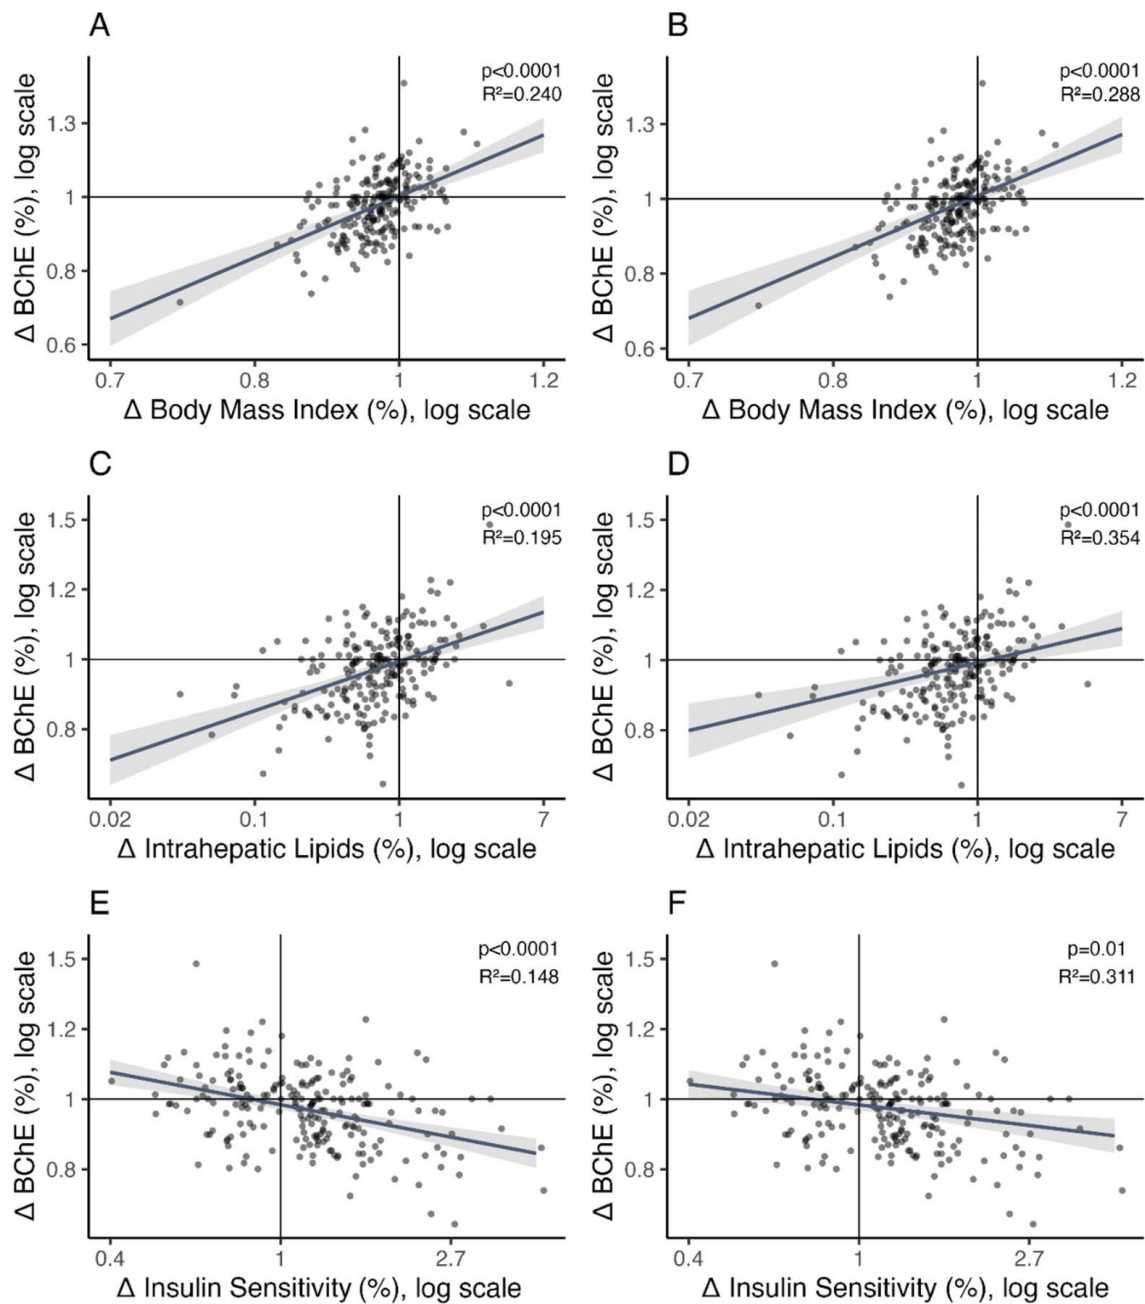 A
p<0.0001
R²=0.240
Δ BChE (%), log scale
1.3
1
0.8
0.6
0.7
0.8
1
1.2
Δ Body Mass Index (%), log scale
B
p<0.0001
R²=0.288
Δ BChE (%), log scale
1.3
1
0.8
0.6
0.7
0.8
1
1.2
Δ Body Mass Index (%), log scale
C
p<0.0001
R²=0.195
Δ BChE (%), log scale
1.5
1.2
1
0.8
0.02
0.1
1
7
Δ Intrahepatic Lipids (%), log scale
D
p<0.0001
R²=0.354
Δ BChE (%), log scale
1.5
1.2
1
0.8
0.02
0.1
1
7
Δ Intrahepatic Lipids (%), log scale
E
p<0.0001
R²=0.148
Δ BChE (%), log scale
1.5
1.2
1
0.8
0.4
1
2.7
Δ Insulin Sensitivity (%), log scale
F
p=0.01
R²=0.311
Δ BChE (%), log scale
1.5
1.2
1
0.8
0.4
1
2.7
Δ Insulin Sensitivity (%), log scale